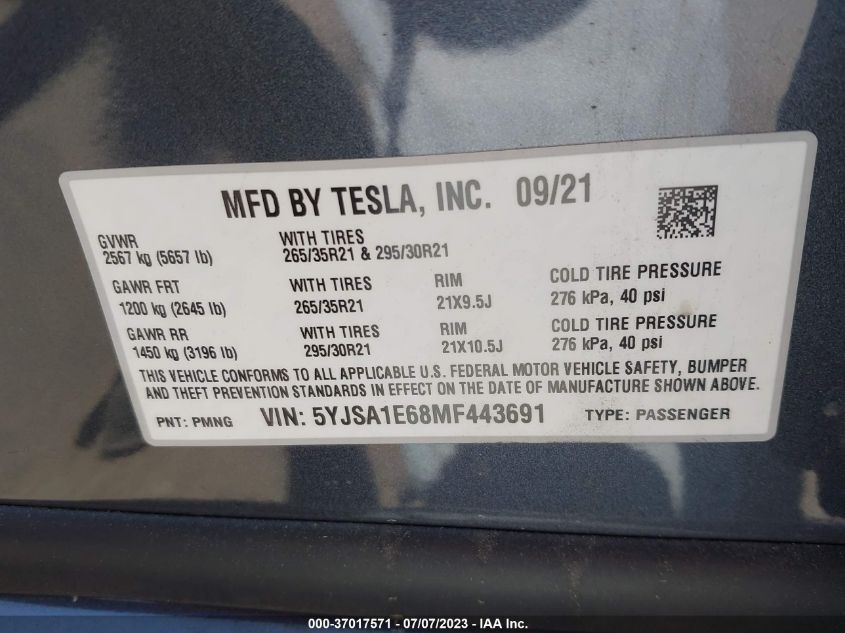 MFD BY TESLA, INC. 09/21
GVWR
2567 kg (5657 lb)
WITH TIRES
265/35R21 & 295/30R21
GAWR FRT
1200 kg (2645 lb)
WITH TIRES
265/35R21
RIM
21X9.5J
COLD TIRE PRESSURE
276 kPa, 40 psi
GAWR RR
1450 kg (3196 lb)
WITH TIRES
295/30R21
RIM
21X10.5J
COLD TIRE PRESSURE
276 kPa, 40 psi
THIS VEHICLE CONFORMS TO ALL APPLICABLE U.S. FEDERAL MOTOR VEHICLE SAFETY, BUMPER
AND THEFT PREVENTION STANDARDS IN EFFECT ON THE DATE OF MANUFACTURE SHOWN ABOVE.
PNT: PMNG VIN: 5YJSA1E68MF443691 TYPE: PASSENGER
000-37017571 - 07/07/2023 - IAA Inc.